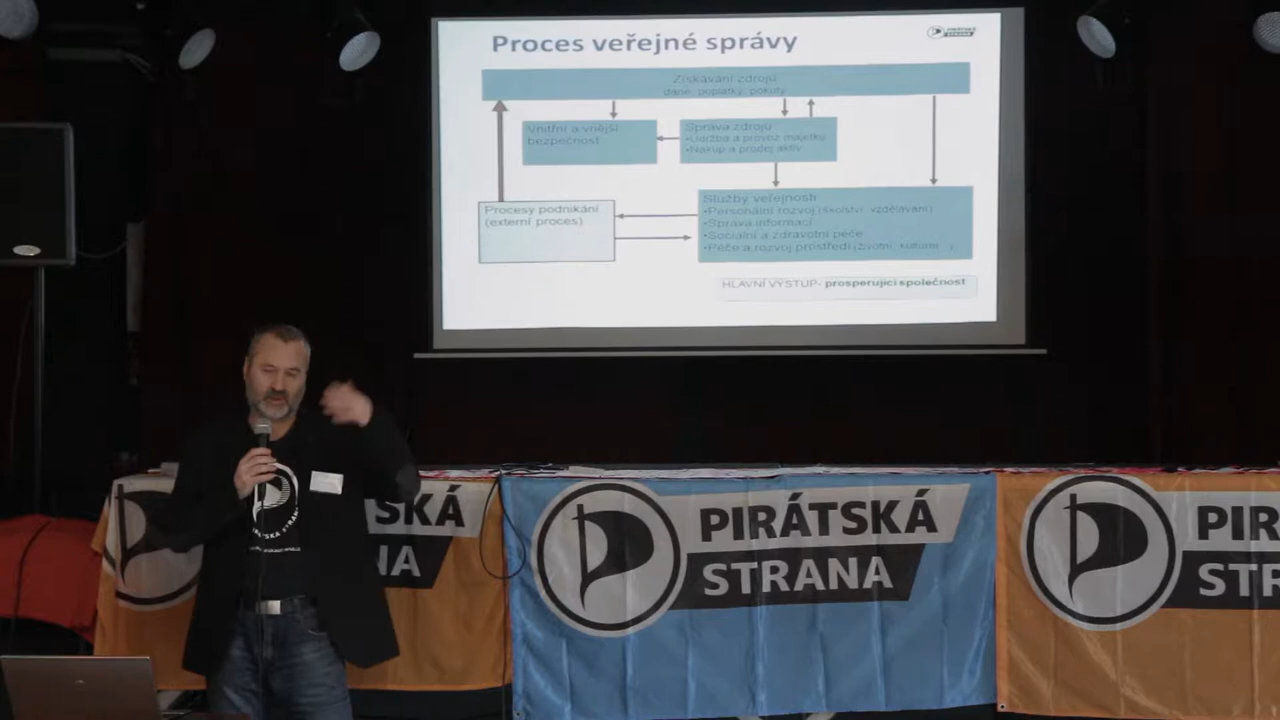 Proces veřejné správy
PIRÁTSKÁ
STRANA
Získávání zdrojů
daně, poplatky, pokuty
Vnitřní a vnější
bezpečnost
Správa zdrojů
•Údržba a provoz majetku
•Nákup a prodej aktiv
Procesy podnikání
(externí proces)
Služby veřejnosti
•Personální rozvoj (školství, vzdělávání)
•Správa informací
•Sociální a zdravotní péče
•Péče a rozvoj prostředí (životní, kulturní
HLAVNÍ VÝSTUP- prosperující společnost
SKÁ
NA
PIRÁTSKÁ
STRANA
PIR
STR